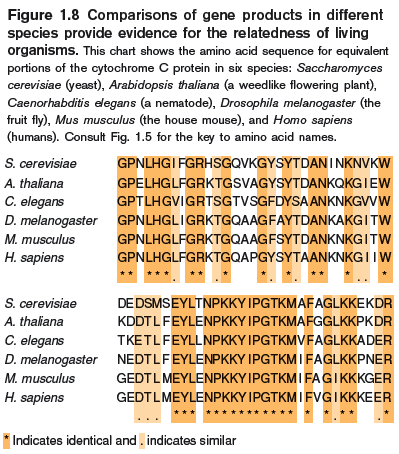 Figure 1.8 Comparisons of gene products in different
species provide evidence for the relatedness of living
organisms. This chart shows the amino acid sequence for equivalent
portions of the cytochrome C protein in six species: Saccharomyces
cerevisiae (yeast), Arabidopsis thaliana (a weedlike flowering plant),
Caenorhabditis elegans (a nematode), Drosophila melanogaster (the
fruit fly), Mus musculus (the house mouse), and Homo sapiens
(humans). Consult Fig. 1.5 for the key to amino acid names.
S. cerevisiae GPNLHGIFGRHSGQVKGYSYTDANINKNVKW
A. thaliana GPELHGLFGRKTGSVAGYSYTDANKQKGIEW
C. elegans GPTLHGVIGRTSGTVSGFDYSAANKNKGVVW
D. melanogaster GPNLHGLIGRKTGQAAGFAYTDANKAKGITW
M. musculus GPNLHGLFGRKTGQAAGFSYTDANKNKGITW
H. sapiens GPNLHGLFGRKTGQAPGYSYTAANKNKGIIW
** ***. ** .* *. *. ** * .. *
S. cerevisiae DEDSMSEYLTNPKKYIPGTKMAFAGLKKEKDR
A. thaliana KDDTLFEYLENPKKYIPGTKMAFGGLKKPKDR
C. elegans TKETLFEYLLNPKKYIPGTKMVFAGLKKADER
D. melanogaster NEDTLFEYLENPKKYIPGTKMIFAGLKKPNER
M. musculus GEDTLMEYLENPKKYIPGTKMIFAGIKKKGER
H. sapiens GEDTLMEYLENPKKYIPGTKMIFVGIKKKEER
... *** *********** * *.** .*
* Indicates identical and . indicates similar